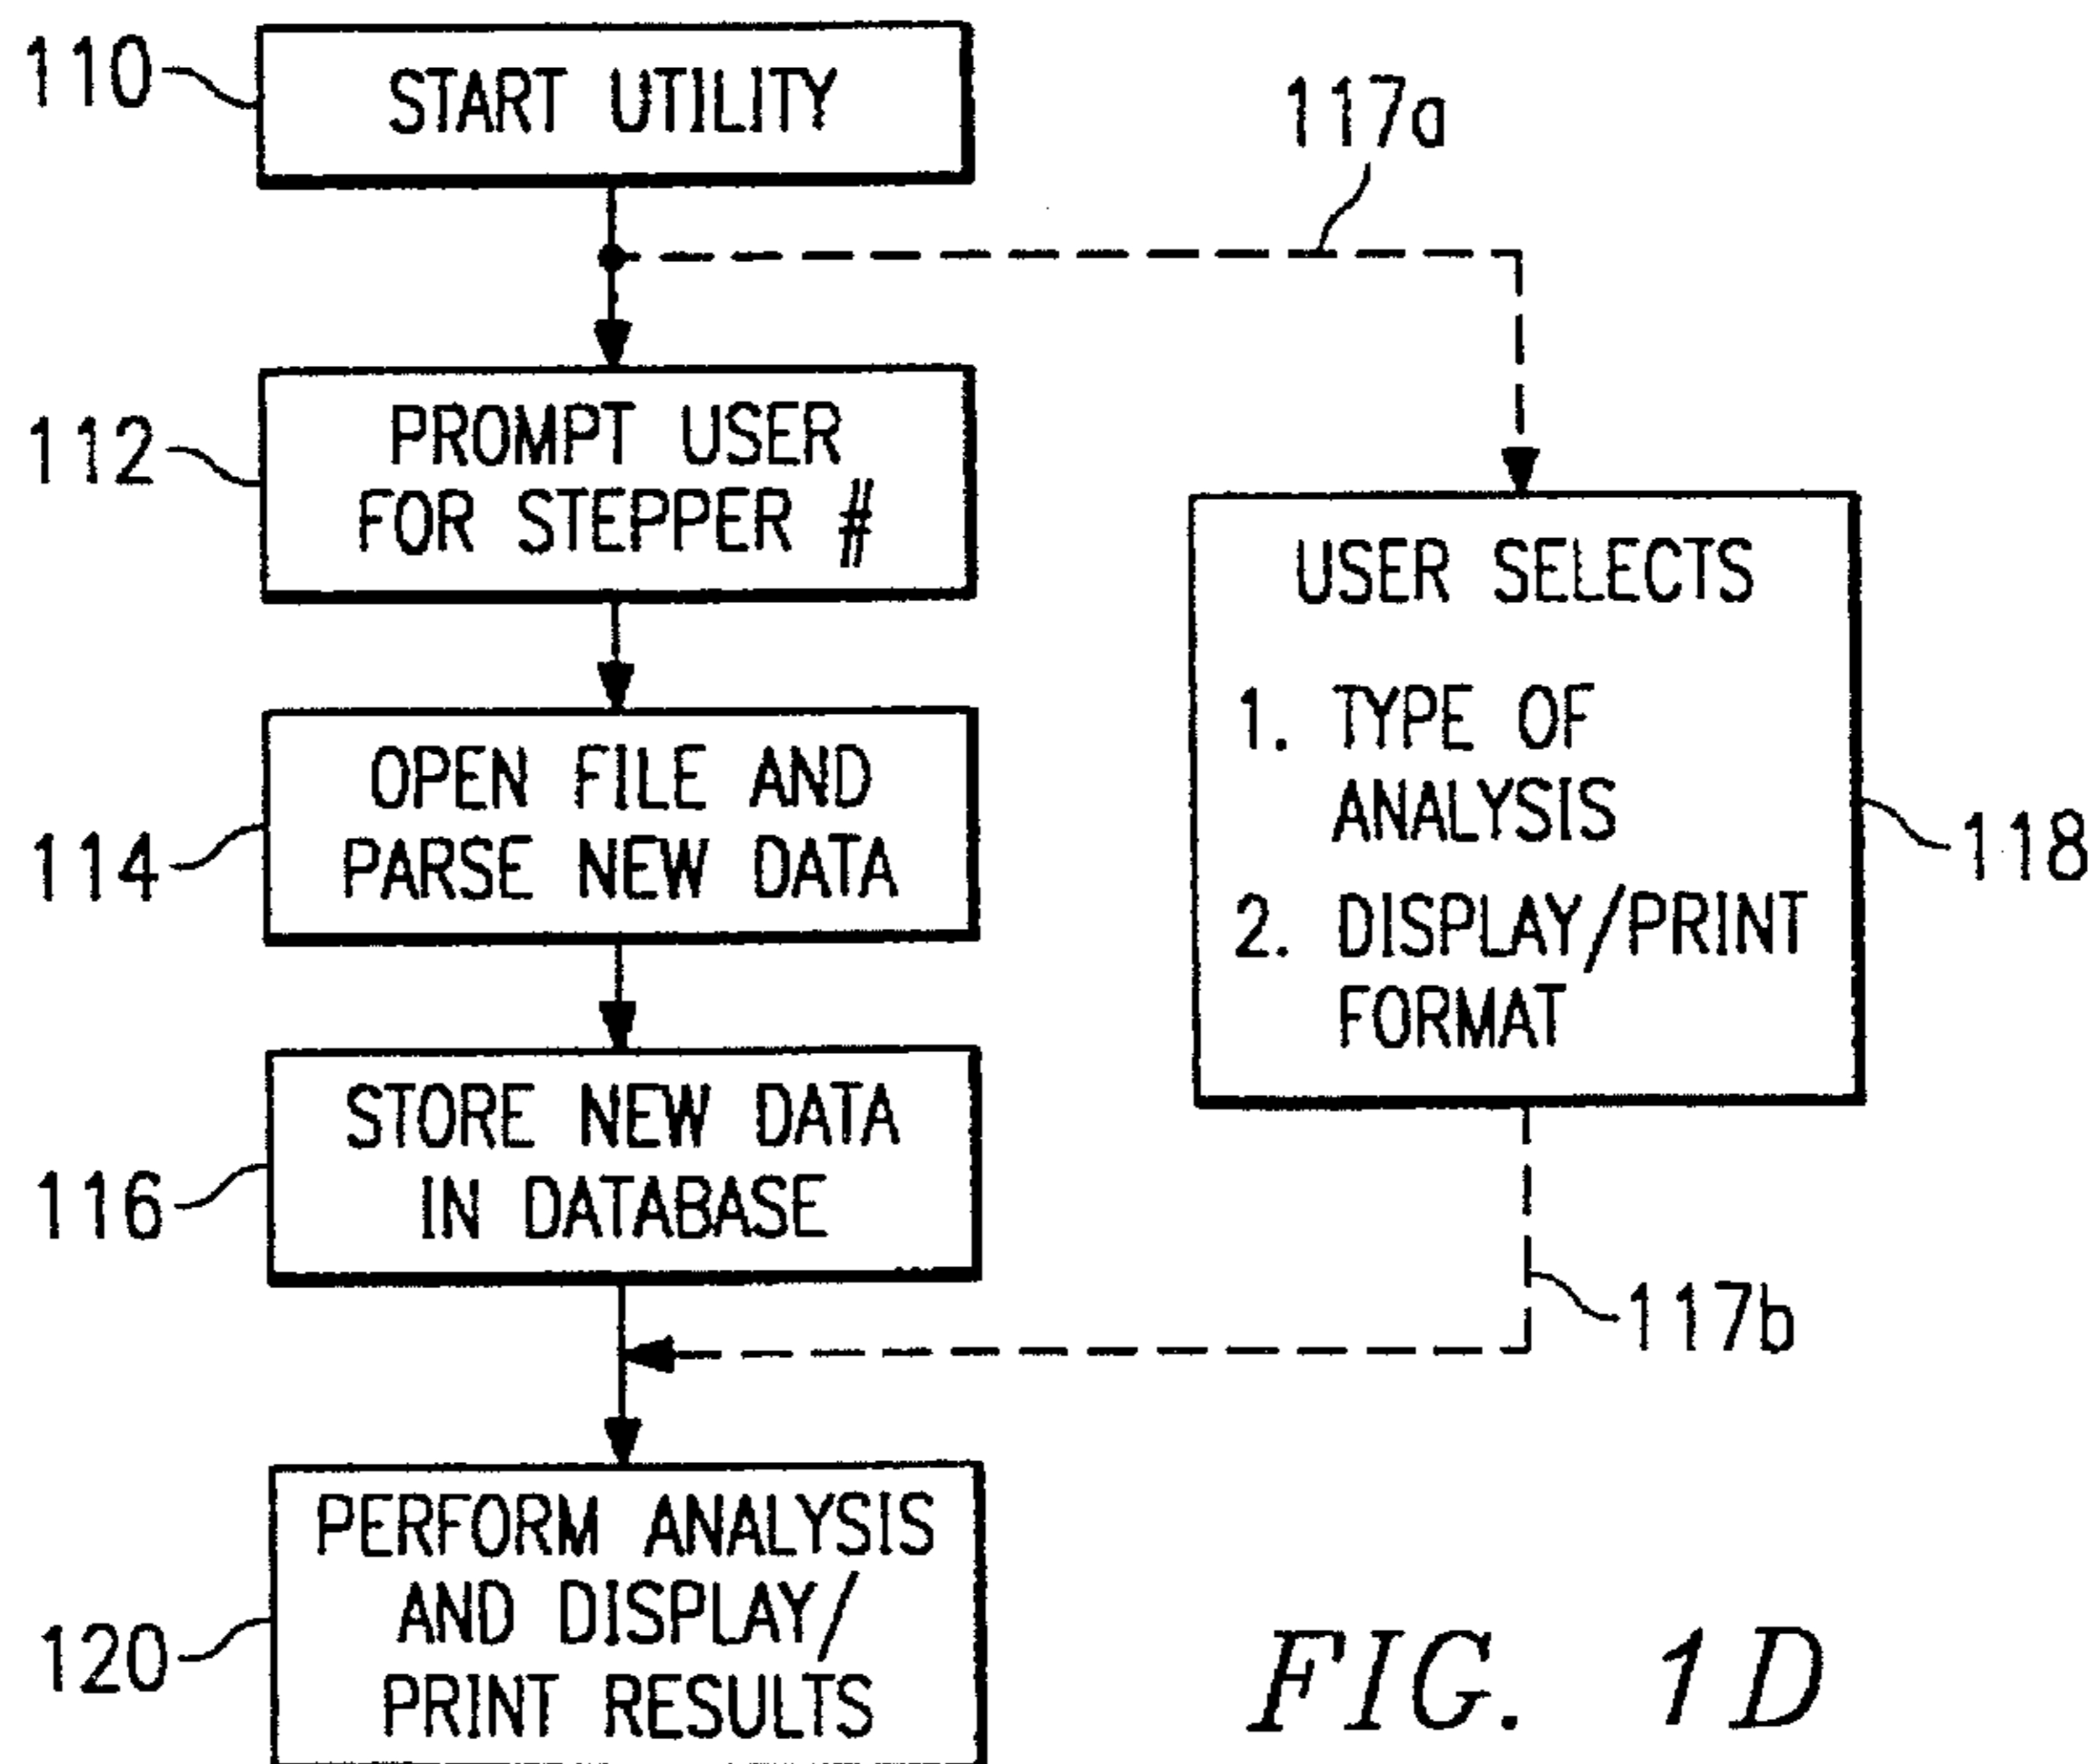 110
START UTILITY
117a
112
PROMPT USER
FOR STEPPER #
USER SELECTS
1. TYPE OF
ANALYSIS
2. DISPLAY/PRINT
FORMAT
118
114
OPEN FILE AND
PARSE NEW DATA
116
STORE NEW DATA
IN DATABASE
117b
120
PERFORM ANALYSIS
AND DISPLAY/
PRINT RESULTS
FIG. 1D